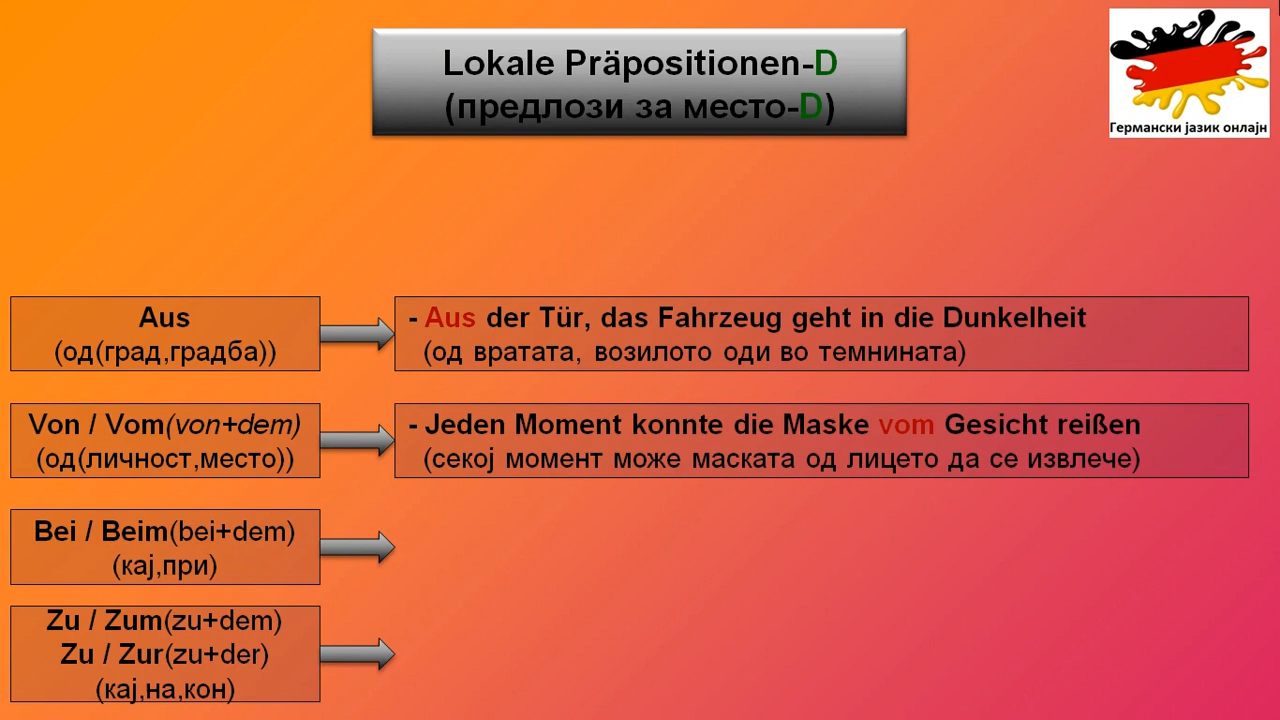 Lokale Präpositionen-D
(предлози за место-D)
Германски јазик онлајн
Aus
(од(град,градба))
- Aus der Tür, das Fahrzeug geht in die Dunkelheit
(од вратата, возилото оди во темнината)
Von / Vom(von+dem)
(од(личност,место))
- Jeden Moment konnte die Maske vom Gesicht reißen
(секој момент може маската од лицето да се извлече)
Bei / Beim(bei+dem)
(кај,при)
Zu / Zum(zu+dem)
Zu / Zur(zu+der)
(кај,на,кон)